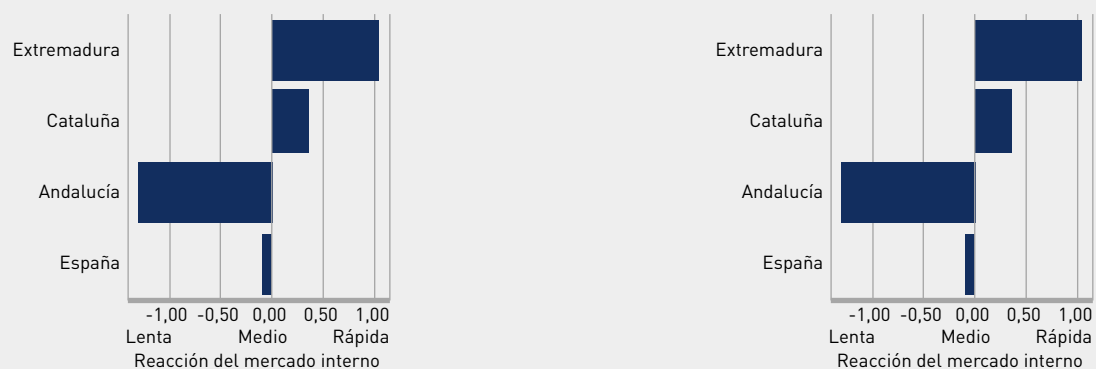 Extremadura
Cataluña
Andalucía
España
-1,00 -0,50 0,00 0,50 1,00
Lenta Medio Rápida
Reacción del mercado interno
Extremadura
Cataluña
Andalucía
España
-1,00 -0,50 0,00 0,50 1,00
Lenta Medio Rápida
Reacción del mercado interno